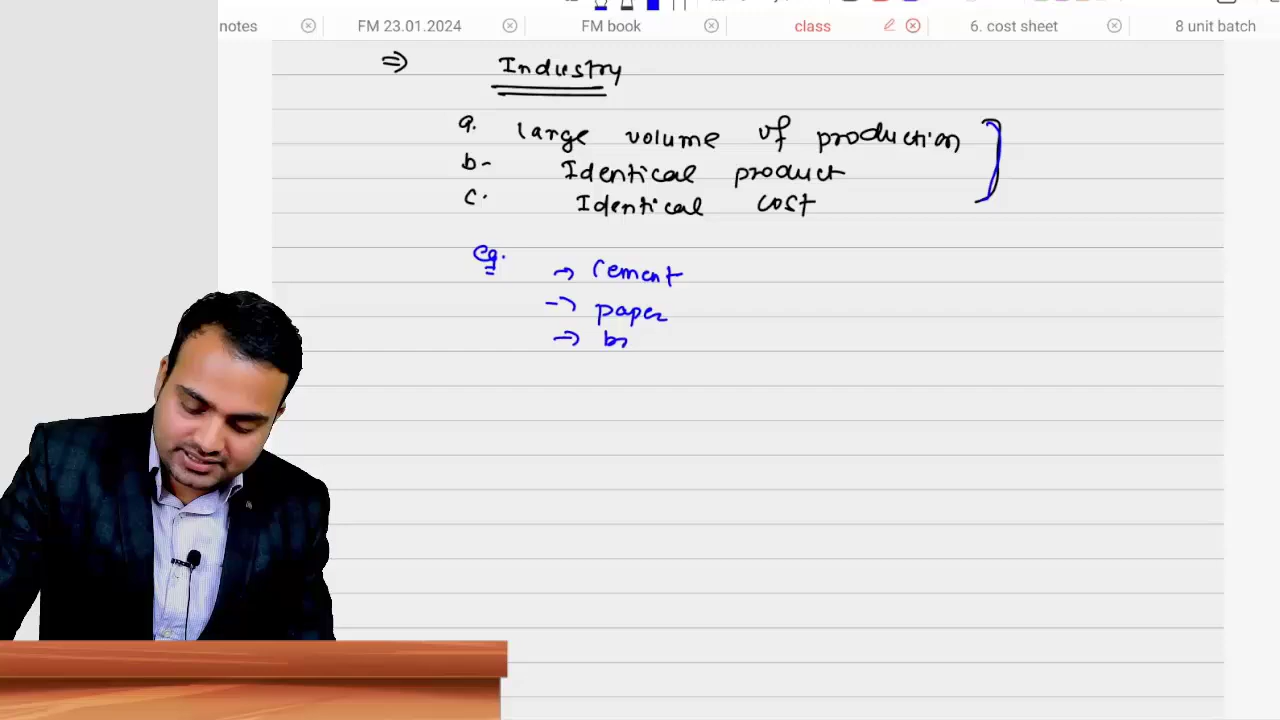 notes FM 23.01.2024 FM book class 6. cost sheet 8 unit batch
⇒ Industry
a. large volume of production
b- Identical product
c. Identical cost
eg.
→ cement
→ paper
→ br